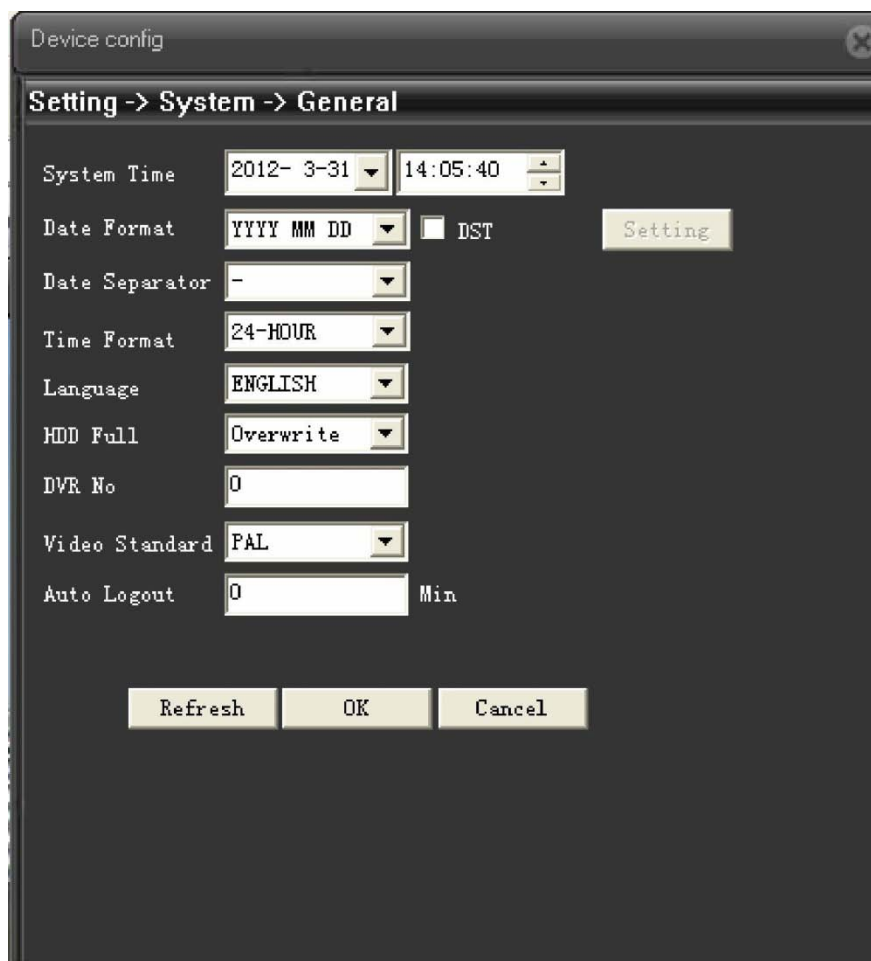 Device config
Setting -> System -> General
System Time 2012- 3-31 14:05:40
Date Format YYYY MM DD DST Setting
Date Separator -
Time Format 24-HOUR
Language ENGLISH
HDD Full Overwrite
DVR No 0
Video Standard PAL
Auto Logout 0 Min
Refresh OK Cancel